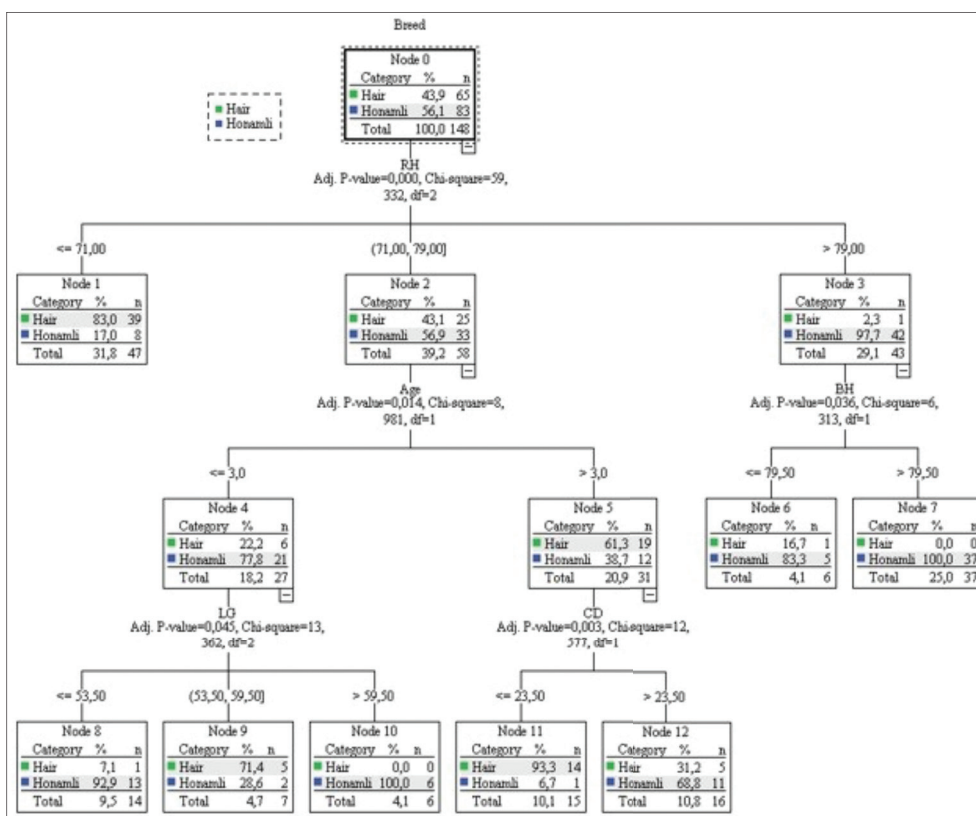 Breed
Node 0
Category % n
Hair 43,9 65
Honamli 56,1 83
Total 100,0 148
Hair
Honamli
RH
Adj. P-value=0,000, Chi-square=59,
332, df=2
<= 71,00
(71,00, 79,00]
> 79,00
Node 1
Category % n
Hair 83,0 39
Honamli 17,0 8
Total 31,8 47
Node 2
Category % n
Hair 43,1 25
Honamli 56,9 33
Total 39,2 58
Node 3
Category % n
Hair 2,3 1
Honamli 97,7 42
Total 29,1 43
Age
Adj. P-value=0,014, Chi-square=8,
981, df=1
BH
Adj. P-value=0,036, Chi-square=6,
313, df=1
<= 3,0
> 3,0
<= 79,50
> 79,50
Node 4
Category % n
Hair 22,2 6
Honamli 77,8 21
Total 18,2 27
Node 5
Category % n
Hair 61,3 19
Honamli 38,7 12
Total 20,9 31
Node 6
Category % n
Hair 16,7 1
Honamli 83,3 5
Total 4,1 6
Node 7
Category % n
Hair 0,0 0
Honamli 100,0 37
Total 25,0 37
LG
Adj. P-value=0,045, Chi-square=13,
362, df=2
CD
Adj. P-value=0,003, Chi-square=12,
577, df=1
<= 53,50
(53,50, 59,50]
> 59,50
<= 23,50
> 23,50
Node 8
Category % n
Hair 7,1 1
Honamli 92,9 13
Total 9,5 14
Node 9
Category % n
Hair 71,4 5
Honamli 28,6 2
Total 4,7 7
Node 10
Category % n
Hair 0,0 0
Honamli 100,0 6
Total 4,1 6
Node 11
Category % n
Hair 93,3 14
Honamli 6,7 1
Total 10,1 15
Node 12
Category % n
Hair 31,2 5
Honamli 68,8 11
Total 10,8 16